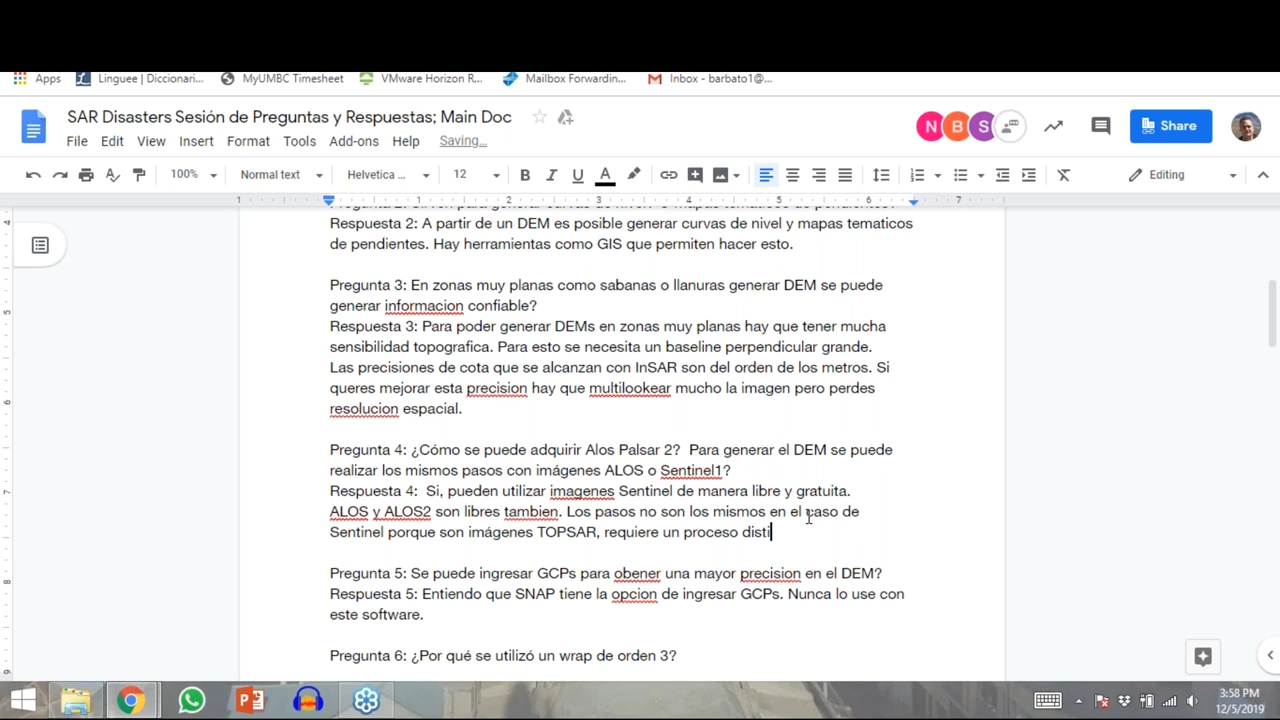 Apps Linguee | Diccionari... MyUMBC Timesheet VMware Horizon R... Mailbox Forwardin... Inbox - barbato1@...
SAR Disasters Sesión de Preguntas y Respuestas; Main Doc
N B S
Share
File Edit View Insert Format Tools Add-ons Help Saving...
100% Normal text Helvetica ... 12 B I U A Editing
1 1 2 3 4 5 6 7
Respuesta 2: A partir de un DEM es posible generar curvas de nivel y mapas tematicos
de pendientes. Hay herramientas como GIS que permiten hacer esto.
Pregunta 3: En zonas muy planas como sabanas o llanuras generar DEM se puede
generar informacion confiable?
Respuesta 3: Para poder generar DEMs en zonas muy planas hay que tener mucha
sensibilidad topografica. Para esto se necesita un baseline perpendicular grande.
Las precisiones de cota que se alcanzan con InSAR son del orden de los metros. Si
queres mejorar esta precision hay que multilookear mucho la imagen pero perdes
resolucion espacial.
Pregunta 4: ¿Cómo se puede adquirir Alos Palsar 2?  Para generar el DEM se puede
realizar los mismos pasos con imágenes ALOS o Sentinel1?
Respuesta 4:  Si, pueden utilizar imagenes Sentinel de manera libre y gratuita.
ALOS y ALOS2 son libres tambien. Los pasos no son los mismos en el caso de
Sentinel porque son imágenes TOPSAR, requiere un proceso disti
Pregunta 5: Se puede ingresar GCPs para obener una mayor precision en el DEM?
Respuesta 5: Entiendo que SNAP tiene la opcion de ingresar GCPs. Nunca lo use con
este software.
Pregunta 6: ¿Por qué se utilizó un wrap de orden 3?
3:58 PM
12/5/2019